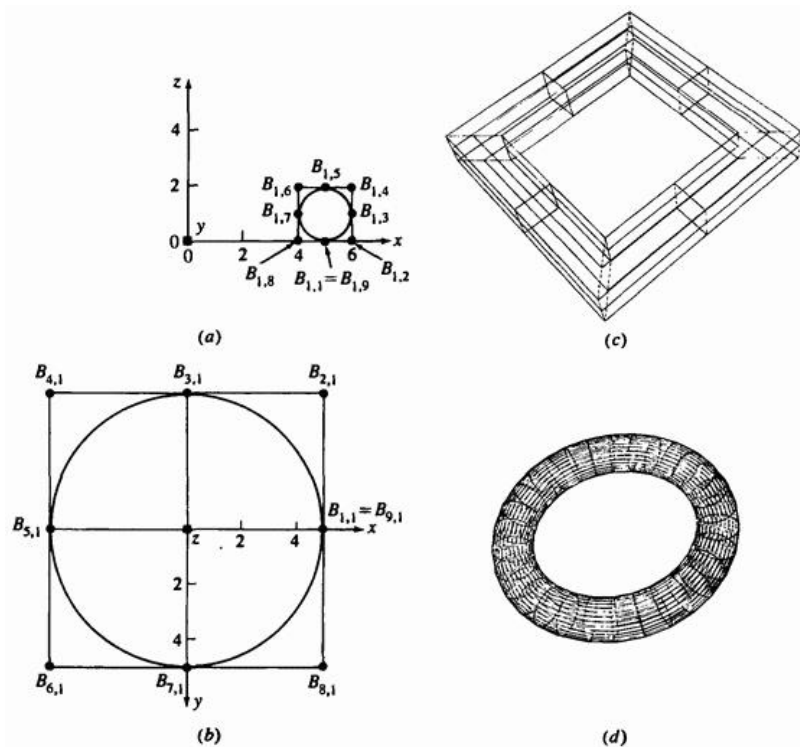 z
4
2
0
y
0
2
4
6
x
B1,5
B1,6
B1,4
B1,7
B1,3
B1,8
B1,1=B1,9
B1,2
(a)
(c)
B4,1
B3,1
B2,1
B5,1
B1,1=B9,1
x
z
2
4
2
4
B6,1
B7,1
B8,1
y
(b)
(d)